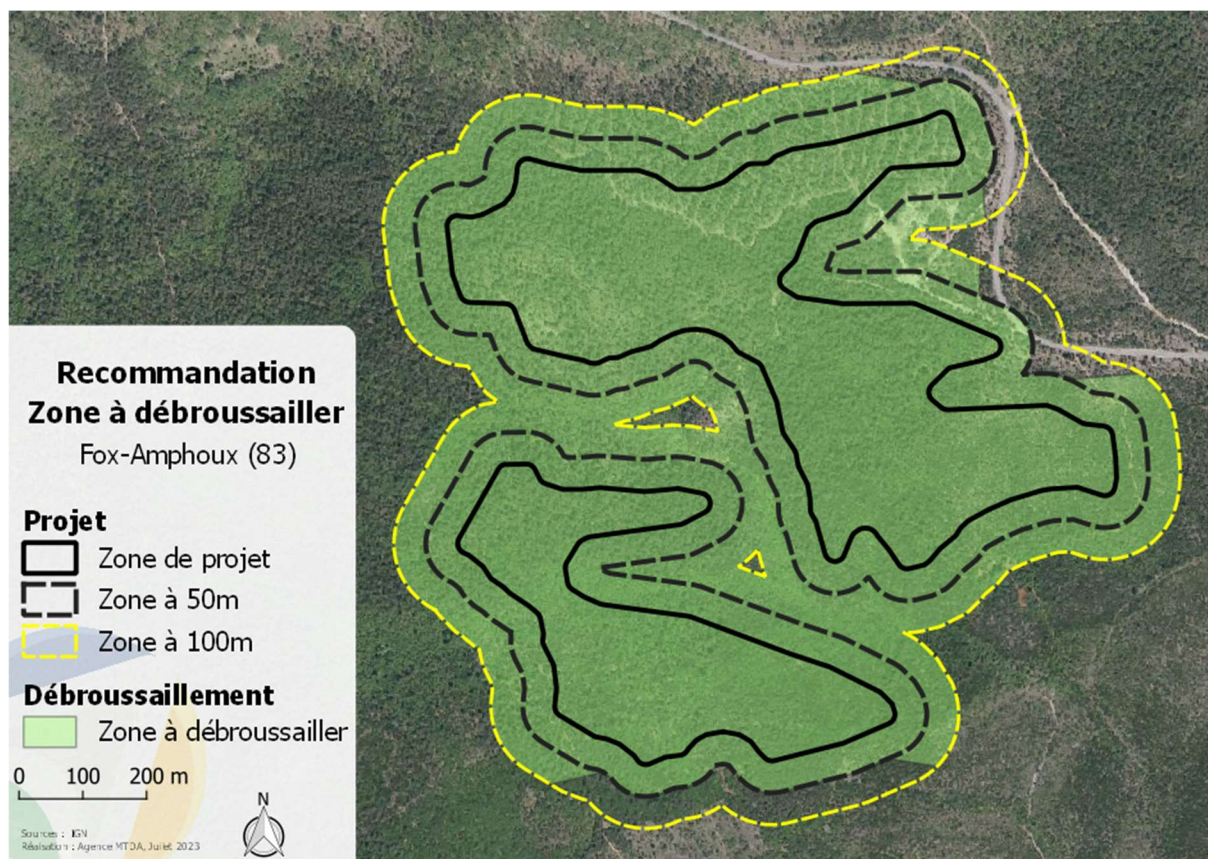 Recommandation
Zone à débroussailler
Fox-Amphoux (83)
Projet
Zone de projet
Zone à 50m
Zone à 100m
Débroussaillement
Zone à débroussailler
0 100 200 m
N
Sources : IGN
Réalisation : Agence MTDA, Juillet 2023